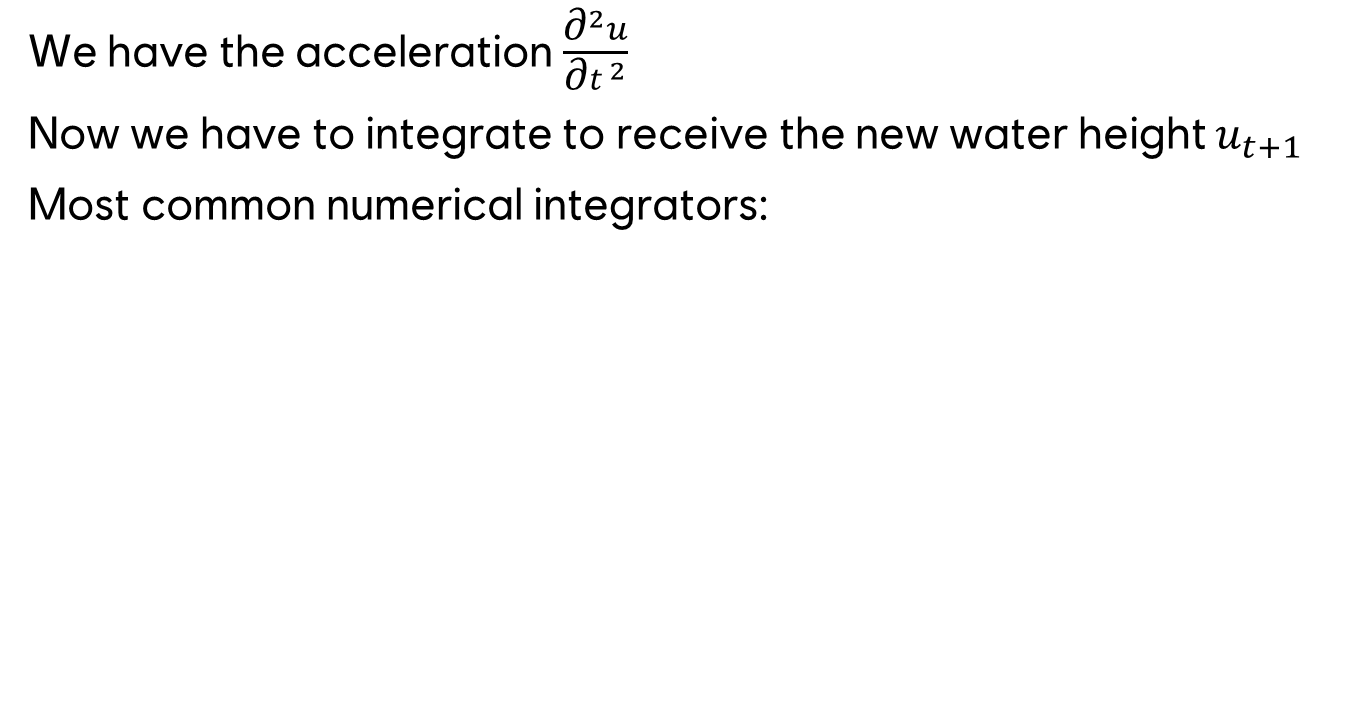 We have the acceleration ∂²u/∂t²
Now we have to integrate to receive the new water height uₜ₊₁
Most common numerical integrators: